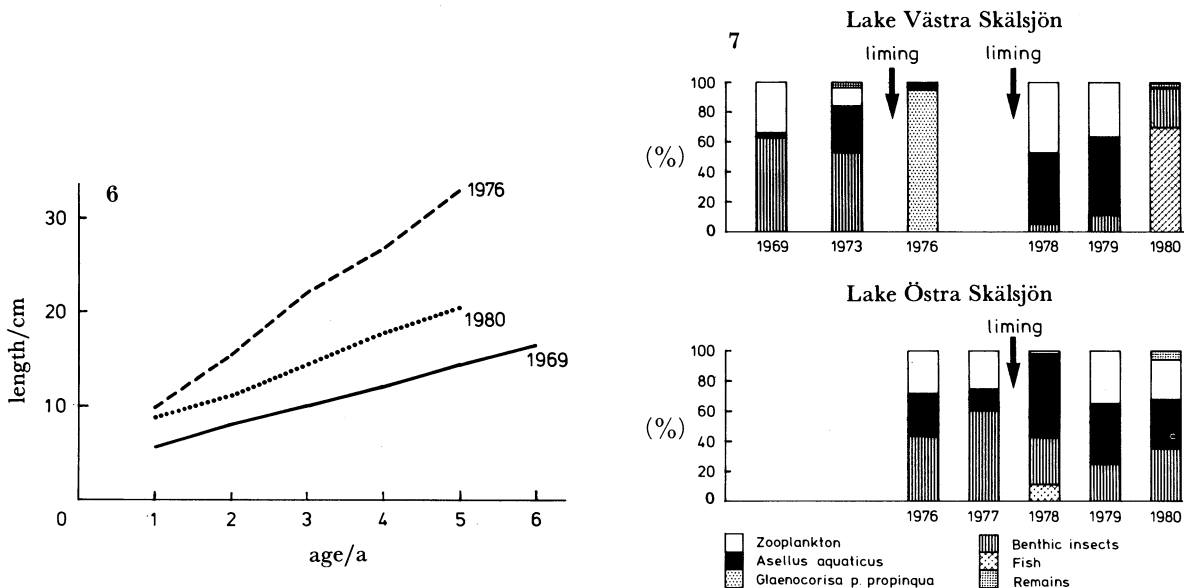 6
30
20
10
0
length/cm
1976
1980
1969
1 2 3 4 5 6
age/a
Lake Västra Skälsjön
7
liming liming
100
80
60
40
20
0
(%)
1969 1973 1976 1978 1979 1980
Lake Östra Skälsjön
liming
100
80
60
40
20
0
(%)
1976 1977 1978 1979 1980
Zooplankton
Asellus aquaticus
Glaenocorisa p. propinqua
Benthic insects
Fish
Remains